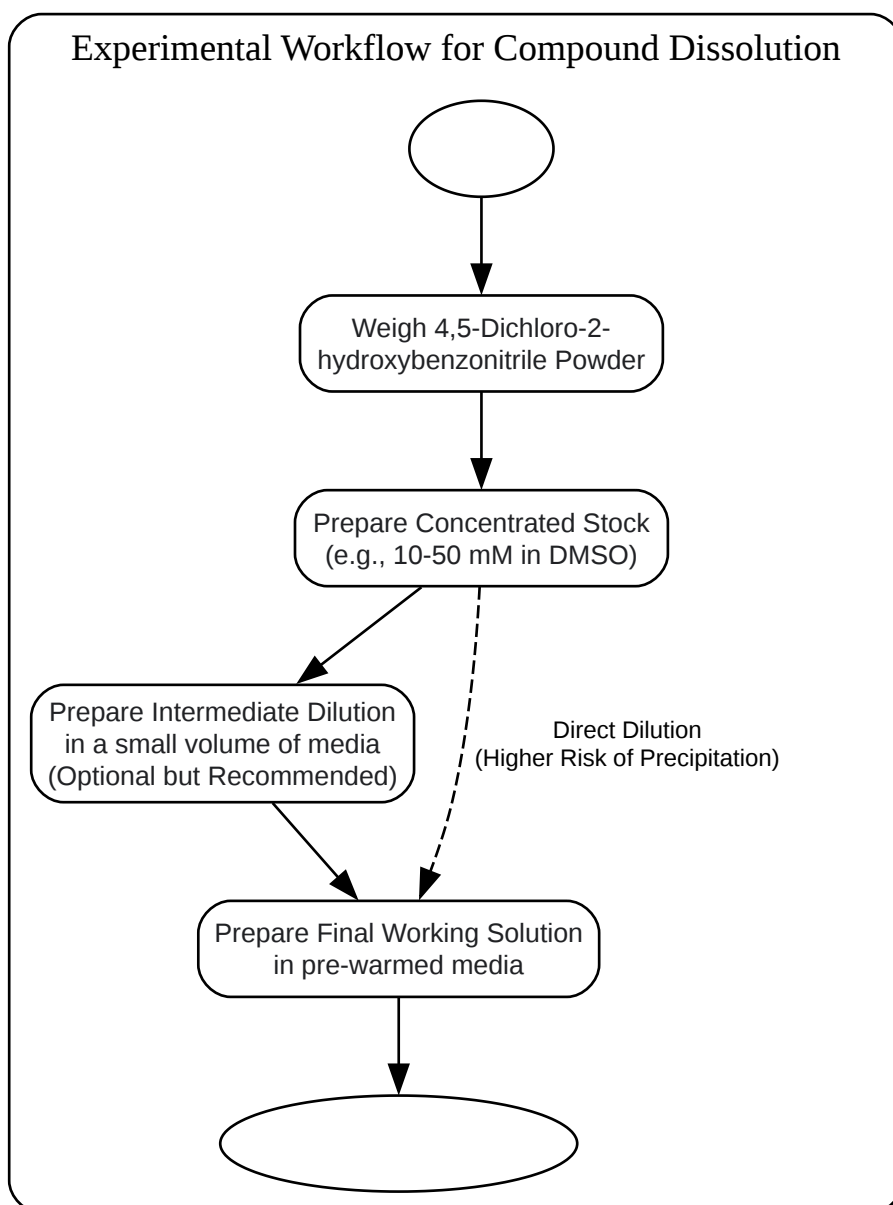 Experimental Workflow for Compound Dissolution
Weigh 4,5-Dichloro-2-
hydroxybenzonitrile Powder
Prepare Concentrated Stock
(e.g., 10-50 mM in DMSO)
Prepare Intermediate Dilution
in a small volume of media
(Optional but Recommended)
Direct Dilution
(Higher Risk of Precipitation)
Prepare Final Working Solution
in pre-warmed media